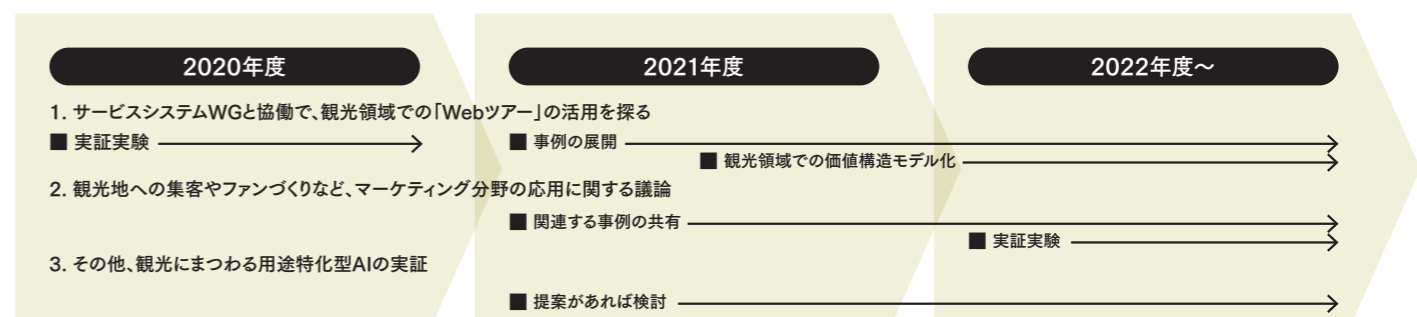 2020年度
2021年度
2022年度〜
1. サービスシステムWGと協働で、観光領域での「Webツアー」の活用を探る
■ 実証実験
■ 事例の展開
■ 観光領域での価値構造モデル化
2. 観光地への集客やファンづくりなど、マーケティング分野の応用に関する議論
■ 関連する事例の共有
■ 実証実験
3. その他、観光にまつわる用途特化型AIの実証
■ 提案があれば検討